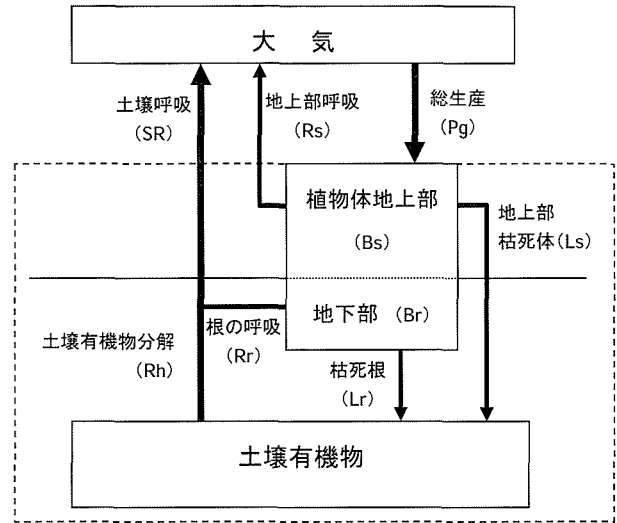 大 気
土壌呼吸
(SR)
地上部呼吸
(Rs)
総生産
(Pg)
植物体地上部
(Bs)
地上部
枯死体(Ls)
地下部 (Br)
土壌有機物分解
(Rh)
根の呼吸
(Rr)
枯死根
(Lr)
土壌有機物